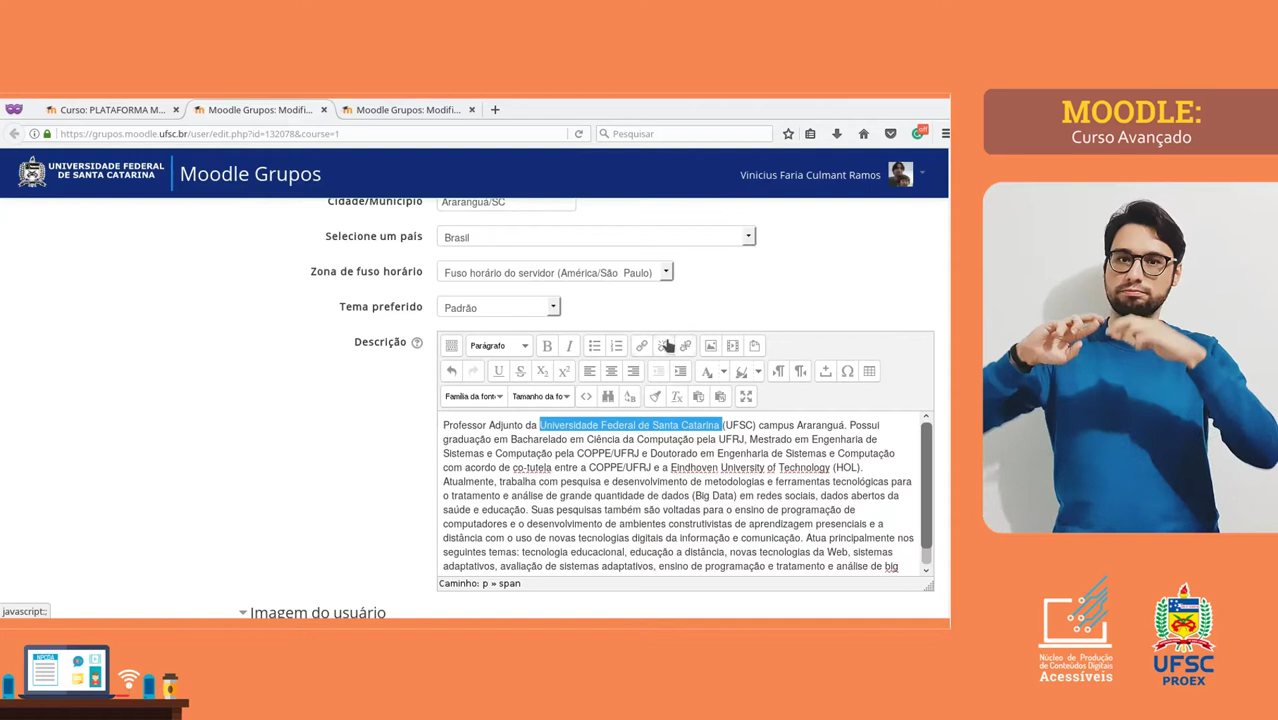 Curso: PLATAFORMA M... ×
Moodle Grupos: Modifi... ×
Moodle Grupos: Modifi... ×
https://grupos.moodle.ufsc.br/user/edit.php?id=132078&course=1
Pesquisar
off
UNIVERSIDADE FEDERAL
DE SANTA CATARINA
Moodle Grupos
Vinicius Faria Culmant Ramos
Cidade/Município
Araranguá/SC
Selecione um país
Brasil
Zona de fuso horário
Fuso horário do servidor (América/São Paulo)
Tema preferido
Padrão
Descrição
Parágrafo
Família da font
Tamanho da fo
Professor Adjunto da Universidade Federal de Santa Catarina (UFSC) campus Araranguá. Possui
graduação em Bacharelado em Ciência da Computação pela UFRJ, Mestrado em Engenharia de
Sistemas e Computação pela COPPE/UFRJ e Doutorado em Engenharia de Sistemas e Computação
com acordo de co-tutela entre a COPPE/UFRJ e a Eindhoven University of Technology (HOL).
Atualmente, trabalha com pesquisa e desenvolvimento de metodologias e ferramentas tecnológicas para
o tratamento e análise de grande quantidade de dados (Big Data) em redes sociais, dados abertos da
saúde e educação. Suas pesquisas também são voltadas para o ensino de programação de
computadores e o desenvolvimento de ambientes construtivistas de aprendizagem presenciais e a
distância com o uso de novas tecnologias digitais da informação e comunicação. Atua principalmente nos
seguintes temas: tecnologia educacional, educação a distância, novas tecnologias da Web, sistemas
adaptativos, avaliação de sistemas adaptativos, ensino de programação e tratamento e análise de big
Caminho: p » span
javascript:;
Imagem do usuário
MOODLE:
Curso Avançado
Núcleo de Produção
de Conteúdos Digitais
Acessíveis
UFSC
PROEX
NPCDA